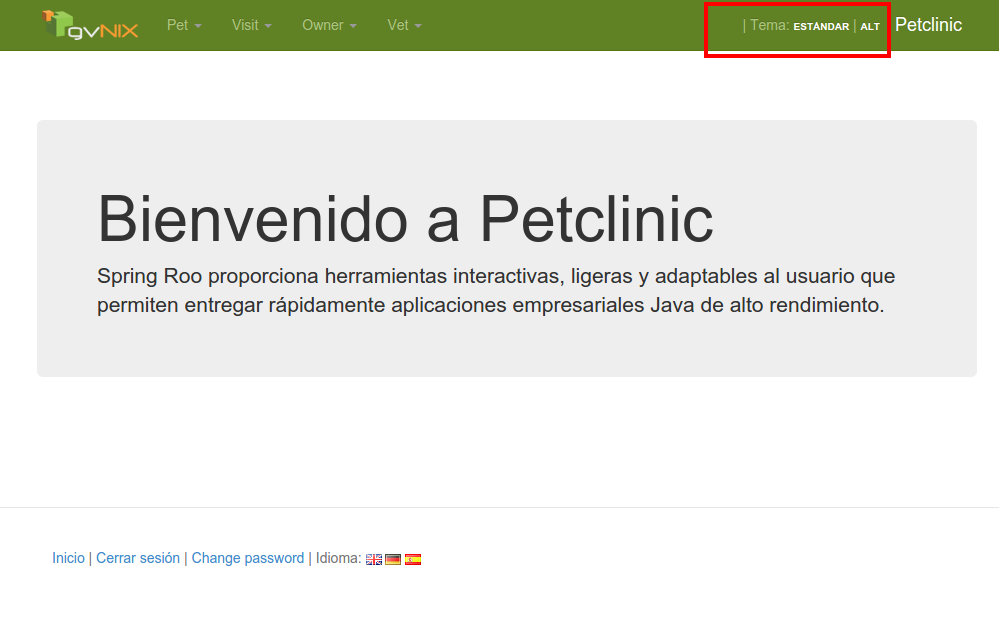 gvNIX Pet Visit Owner Vet | Tema: ESTÁNDAR | ALT Petclinic
Bienvenido a Petclinic
Spring Roo proporciona herramientas interactivas, ligeras y adaptables al usuario que
permiten entregar rápidamente aplicaciones empresariales Java de alto rendimiento.
Inicio | Cerrar sesión | Change password | Idioma: